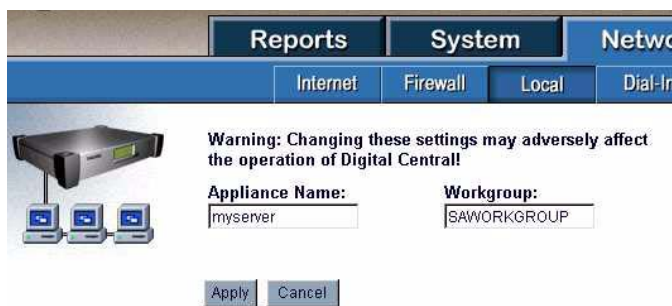 Reports System Netwo
Internet Firewall Local Dial-In
Warning: Changing these settings may adversely affect
the operation of Digital Central!
Appliance Name: Workgroup:
myserver SAWORKGROUP
Apply Cancel